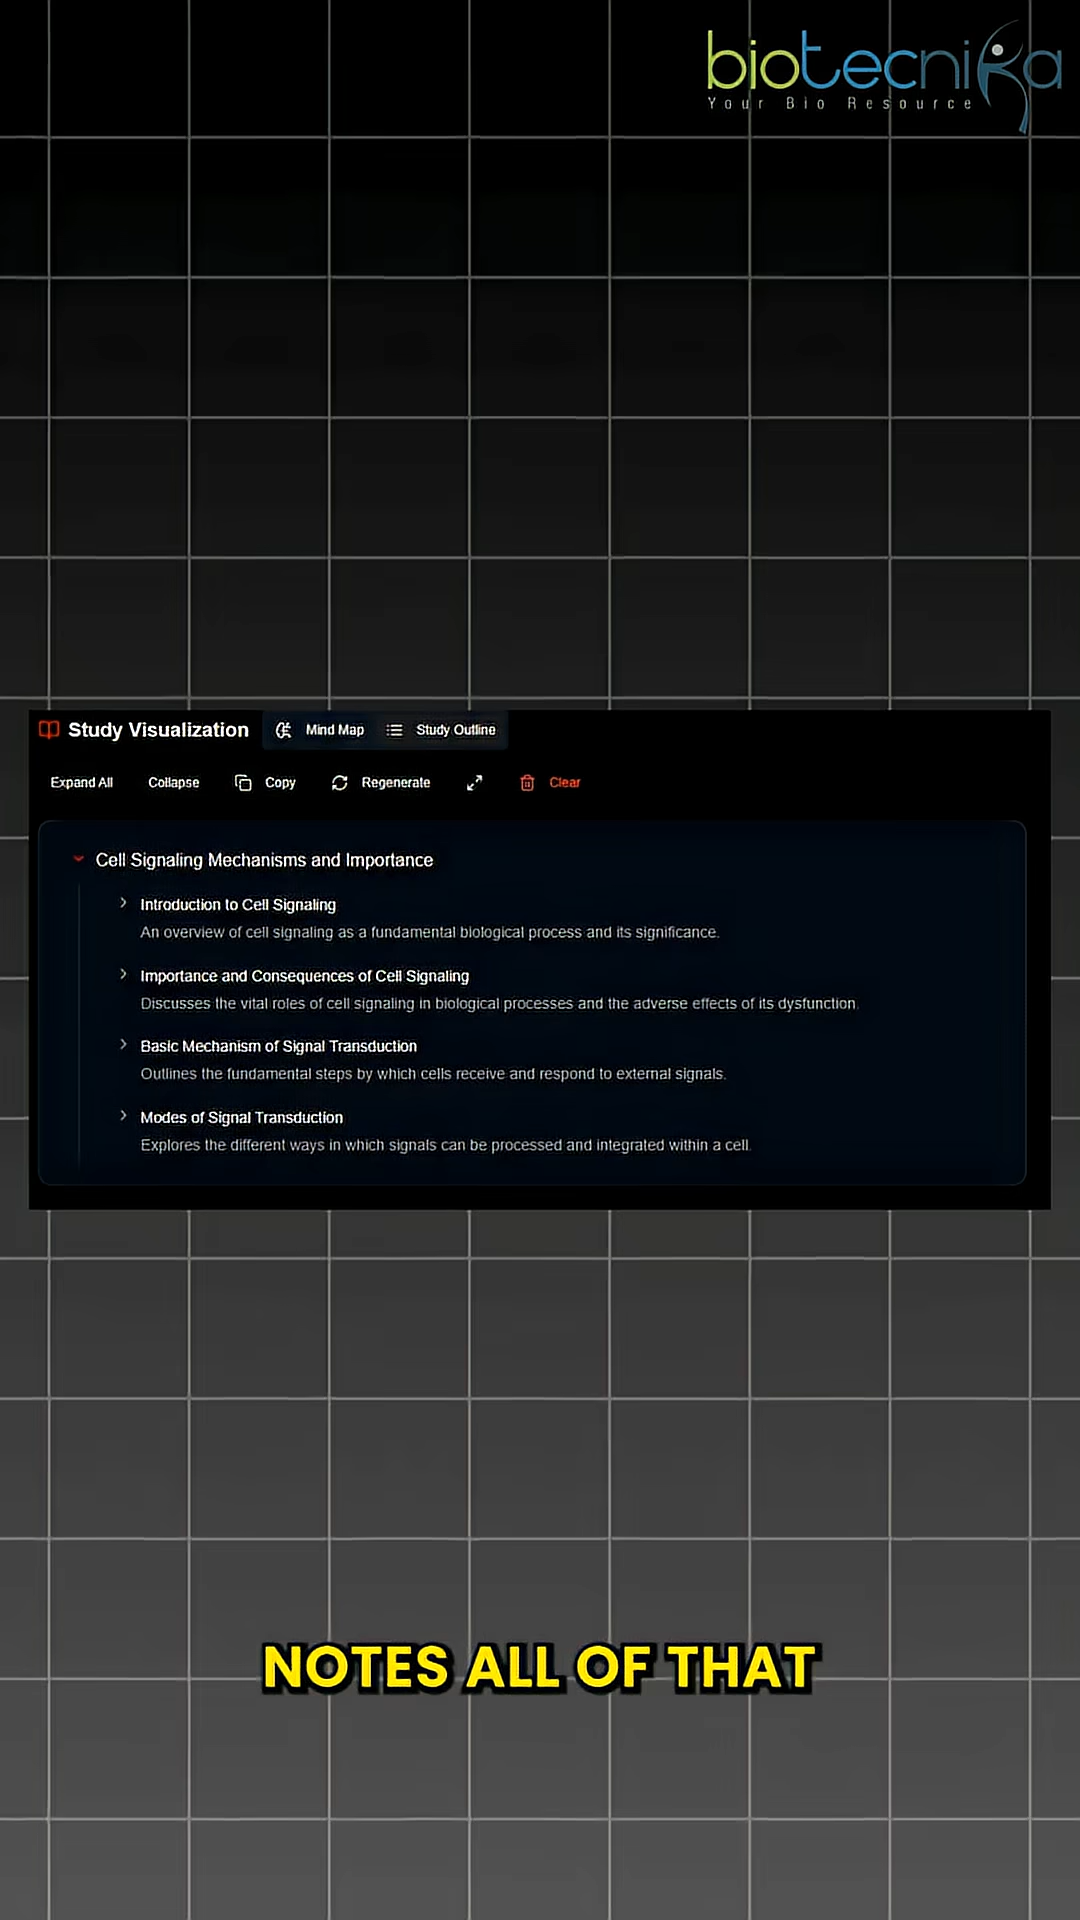 biotecnika
Your Bio Resource
Study Visualization Mind Map Study Outline
Expand All Collapse Copy Regenerate Clear
Cell Signaling Mechanisms and Importance
Introduction to Cell Signaling
An overview of cell signaling as a fundamental biological process and its significance.
Importance and Consequences of Cell Signaling
Discusses the vital roles of cell signaling in biological processes and the adverse effects of its dysfunction.
Basic Mechanism of Signal Transduction
Outlines the fundamental steps by which cells receive and respond to external signals.
Modes of Signal Transduction
Explores the different ways in which signals can be processed and integrated within a cell.
NOTES ALL OF THAT